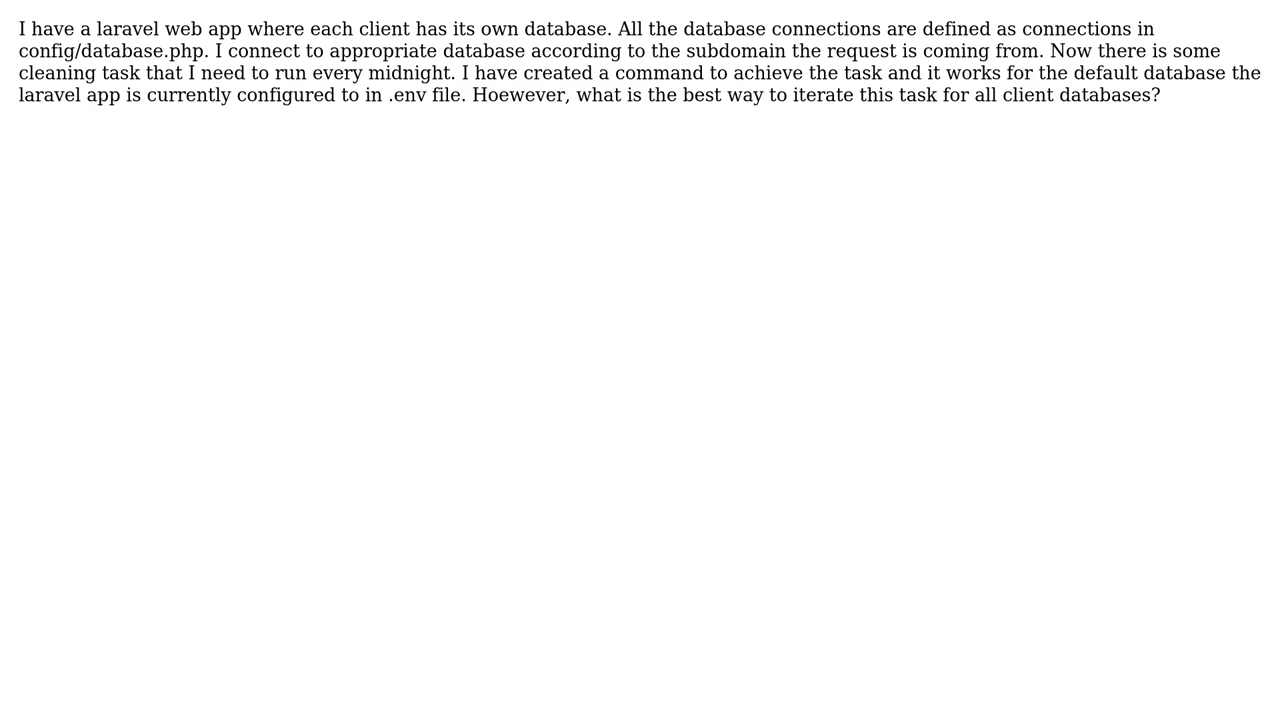 I have a laravel web app where each client has its own database. All the database connections are defined as connections in
config/database.php. I connect to appropriate database according to the subdomain the request is coming from. Now there is some
cleaning task that I need to run every midnight. I have created a command to achieve the task and it works for the default database the
laravel app is currently configured to in .env file. Hoewever, what is the best way to iterate this task for all client databases?